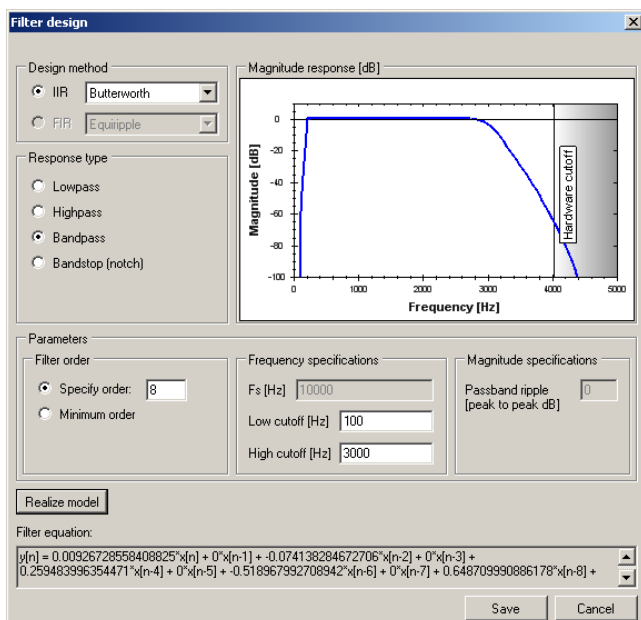 Filter design
Design method
IIR
Butterworth
FIR
Equiripple
Response type
Lowpass
Highpass
Bandpass
Bandstop (notch)
Magnitude response [dB]
Magnitude [dB]
0
-20
-40
-60
-80
-100
0
1000
2000
3000
4000
5000
Frequency [Hz]
Hardware cutoff
Parameters
Filter order
Specify order:
8
Minimum order
Frequency specifications
Fs [Hz]
10000
Low cutoff [Hz]
100
High cutoff [Hz]
3000
Magnitude specifications
Passband ripple
[peak to peak dB]
0
Realize model
Filter equation:
y[n] = 0.00926728558408825*x[n] + 0*x[n-1] + -0.074138284672706*x[n-2] + 0*x[n-3] +
0.259483996354471*x[n-4] + 0*x[n-5] + -0.518967992708942*x[n-6] + 0*x[n-7] + 0.648709990886178*x[n-8] +
Save
Cancel